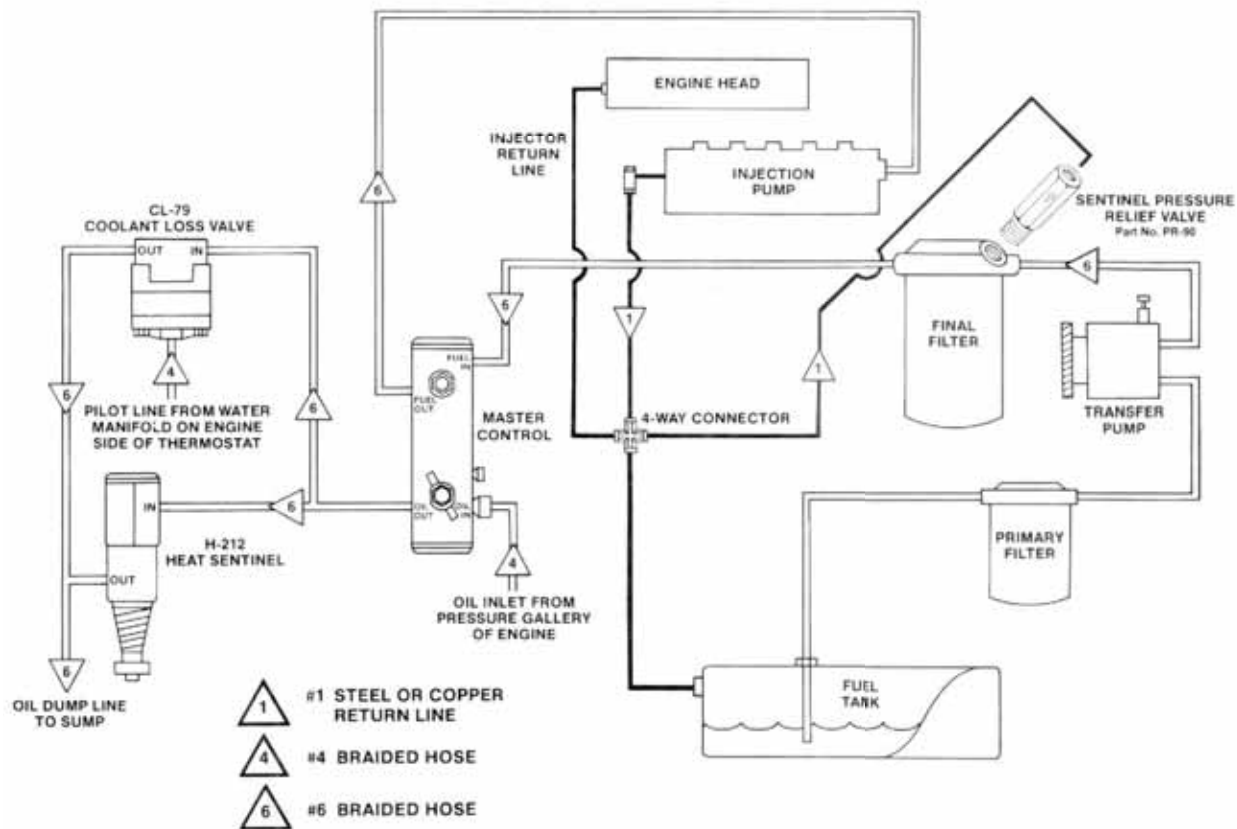 ENGINE HEAD
INJECTOR
RETURN
LINE
INJECTION
PUMP
SENTINEL PRESSURE
RELIEF VALVE
Part No. PR-90
6
CL-79
COOLANT LOSS VALVE
OUT
IN
6
6
1
FINAL
FILTER
1
4
6
6
FUEL
IN
FUEL
OUT
MASTER
CONTROL
4-WAY CONNECTOR
TRANSFER
PUMP
PILOT LINE FROM WATER
MANIFOLD ON ENGINE
SIDE OF THERMOSTAT
IN
6
OIL
OUT
OIL
IN
H-212
HEAT SENTINEL
OUT
4
PRIMARY
FILTER
OIL INLET FROM
PRESSURE GALLERY
OF ENGINE
6
OIL DUMP LINE
TO SUMP
FUEL
TANK
1
#1 STEEL OR COPPER
RETURN LINE
4
#4 BRAIDED HOSE
6
#6 BRAIDED HOSE